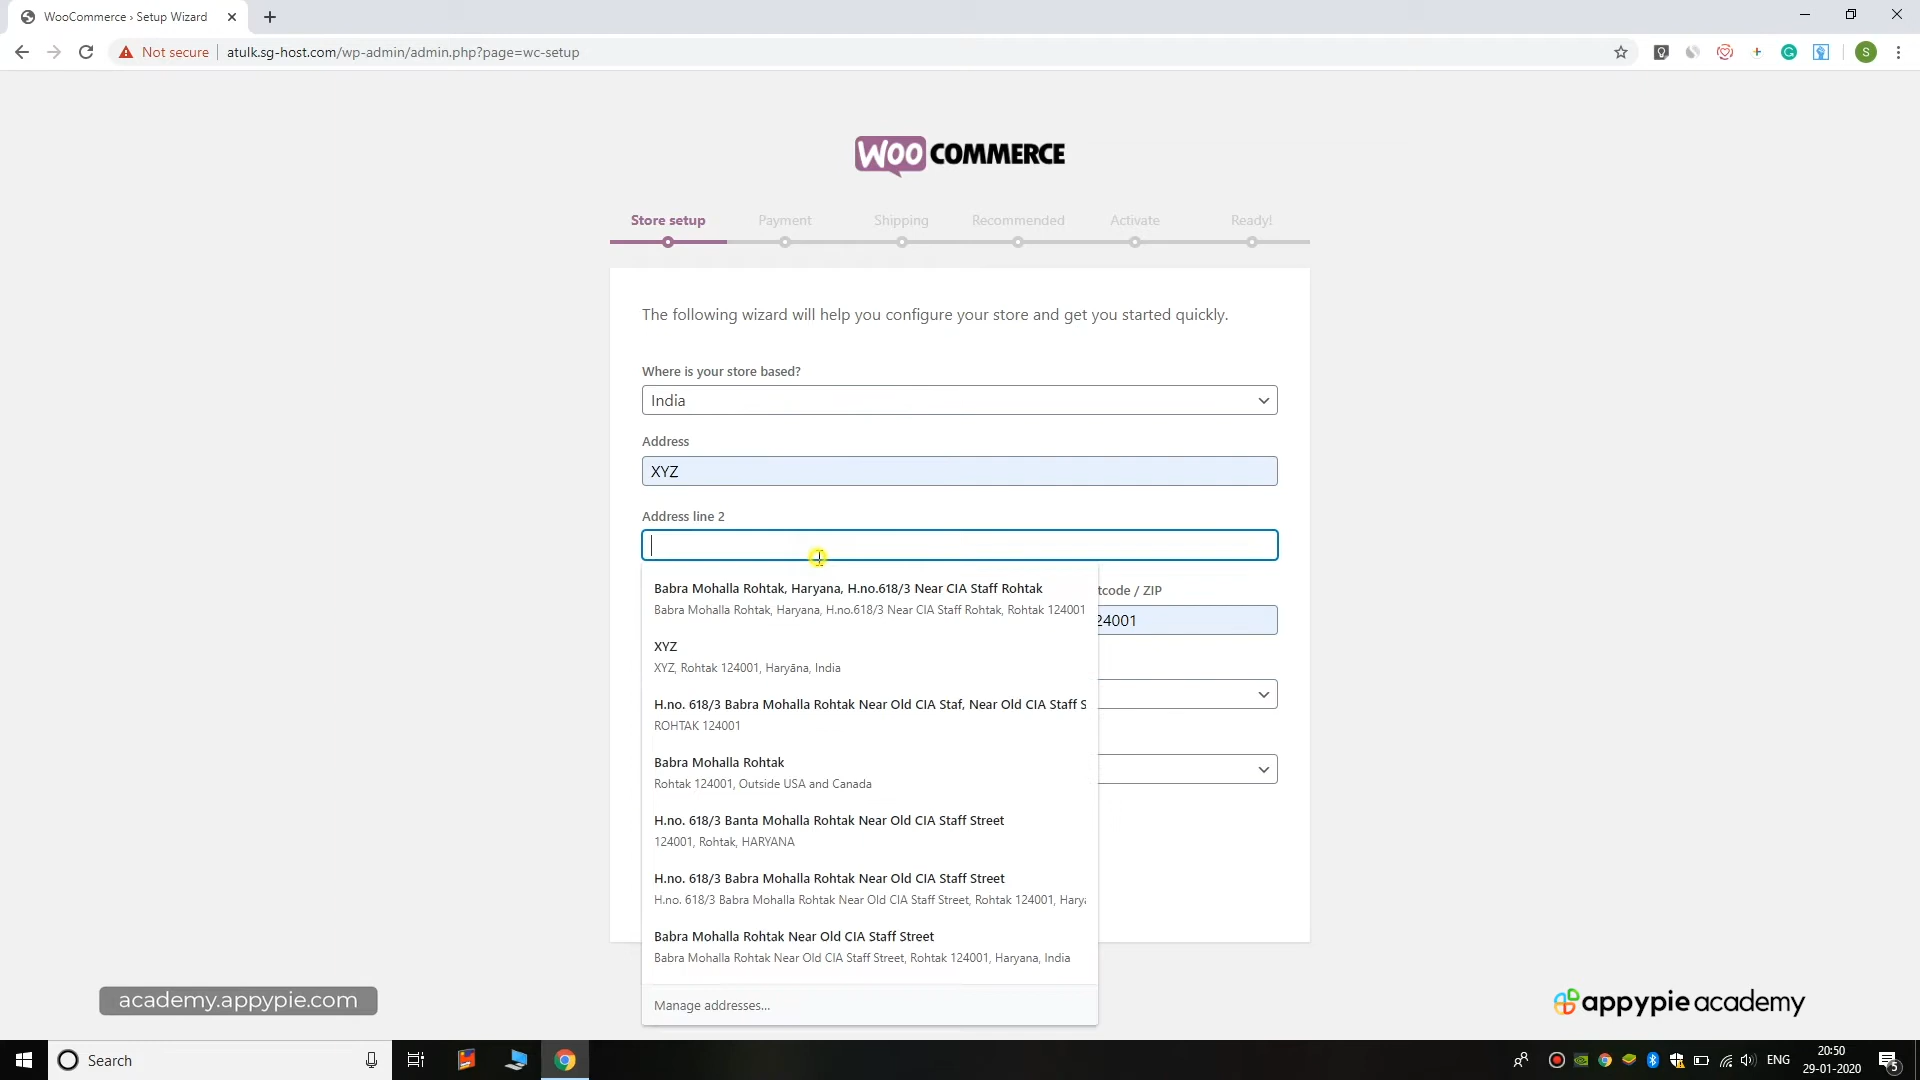 WooCommerce › Setup Wizard
Not secure
atulk.sg-host.com/wp-admin/admin.php?page=wc-setup
S
WOO COMMERCE
Store setup
Payment
Shipping
Recommended
Activate
Ready!
The following wizard will help you configure your store and get you started quickly.
Where is your store based?
India
Address
XYZ
Address line 2
tcode / ZIP
24001
Babra Mohalla Rohtak, Haryana, H.no.618/3 Near CIA Staff Rohtak
Babra Mohalla Rohtak, Haryana, H.no.618/3 Near CIA Staff Rohtak, Rohtak 124001
XYZ
XYZ, Rohtak 124001, Haryāna, India
H.no. 618/3 Babra Mohalla Rohtak Near Old CIA Staf, Near Old CIA Staff S
ROHTAK 124001
Babra Mohalla Rohtak
Rohtak 124001, Outside USA and Canada
H.no. 618/3 Banta Mohalla Rohtak Near Old CIA Staff Street
124001, Rohtak, HARYANA
H.no. 618/3 Babra Mohalla Rohtak Near Old CIA Staff Street
H.no. 618/3 Babra Mohalla Rohtak Near Old CIA Staff Street, Rohtak 124001, Harya
Babra Mohalla Rohtak Near Old CIA Staff Street
Babra Mohalla Rohtak Near Old CIA Staff Street, Rohtak 124001, Haryana, India
Manage addresses...
academy.appypie.com
appypie academy
Search
ENG
20:50
29-01-2020
5